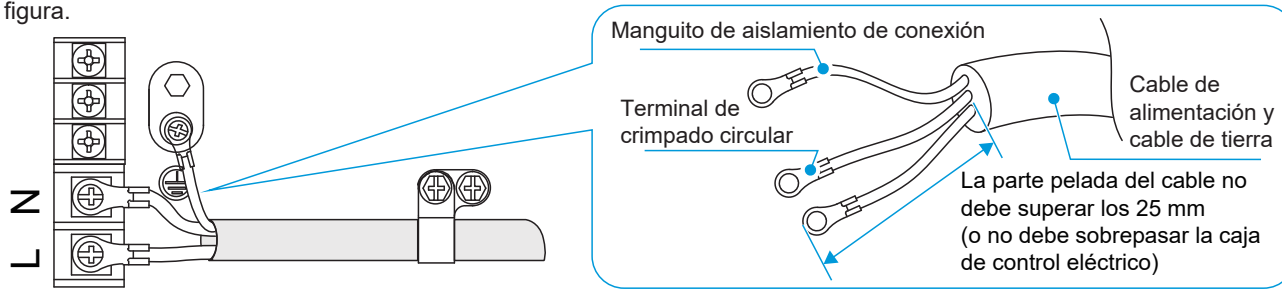 figura.
L N
Manguito de aislamiento de conexión
Terminal de
crimpado circular
Cable de
alimentación y
cable de tierra
La parte pelada del cable no
debe superar los 25 mm
(o no debe sobrepasar la caja
de control eléctrico)